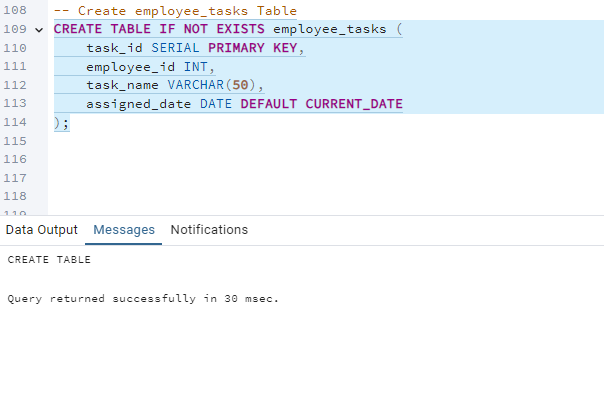 108 -- Create employee_tasks Table
109 CREATE TABLE IF NOT EXISTS employee_tasks (
110 task_id SERIAL PRIMARY KEY,
111 employee_id INT,
112 task_name VARCHAR(50),
113 assigned_date DATE DEFAULT CURRENT_DATE
114 );
115
116
117
118
119
Data Output Messages Notifications
CREATE TABLE
Query returned successfully in 30 msec.